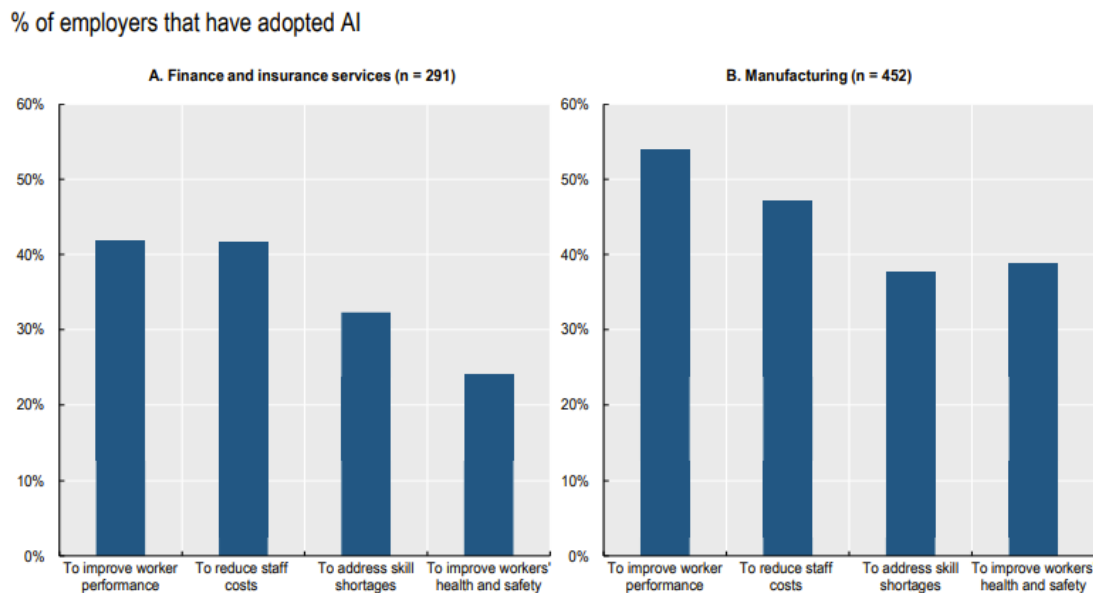 % of employers that have adopted AI
A. Finance and insurance services (n = 291)
60%
50%
40%
30%
20%
10%
0%
To improve worker
performance
To reduce staff
costs
To address skill
shortages
To improve workers'
health and safety
B. Manufacturing (n = 452)
60%
50%
40%
30%
20%
10%
0%
To improve worker
performance
To reduce staff
costs
To address skill
shortages
To improve workers
health and safety